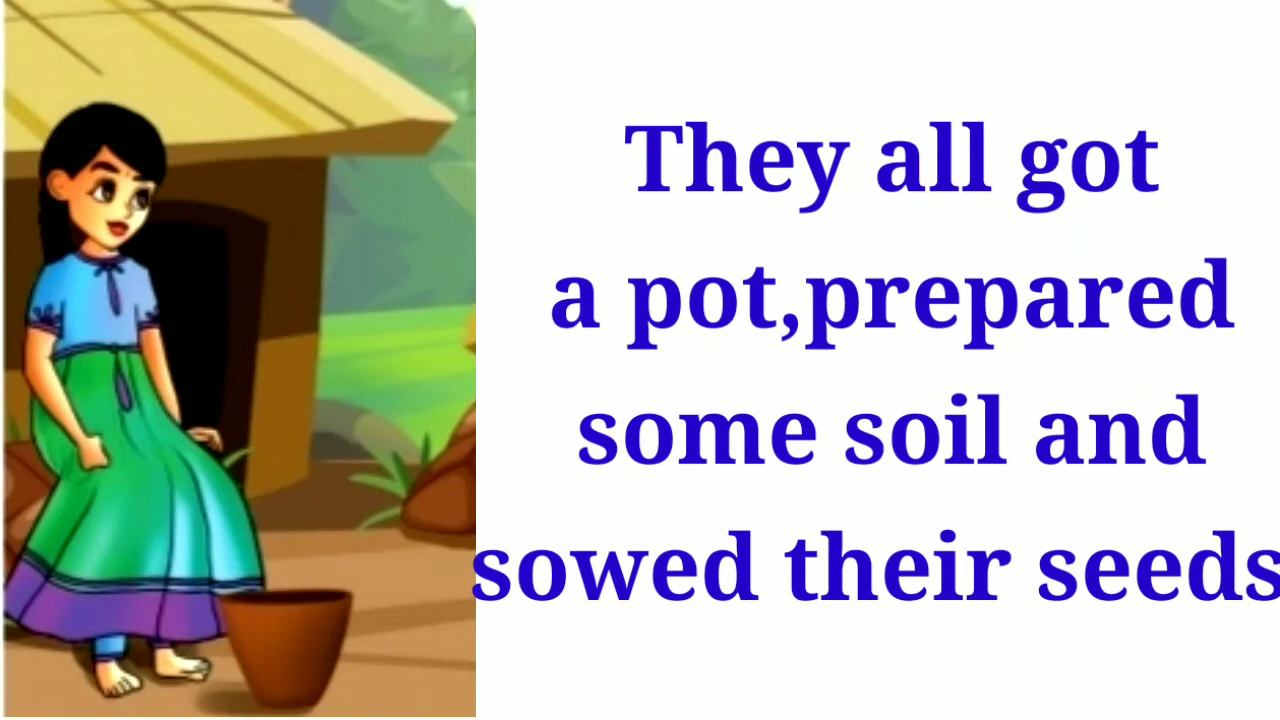 They all got
a pot,prepared
some soil and
sowed their seeds